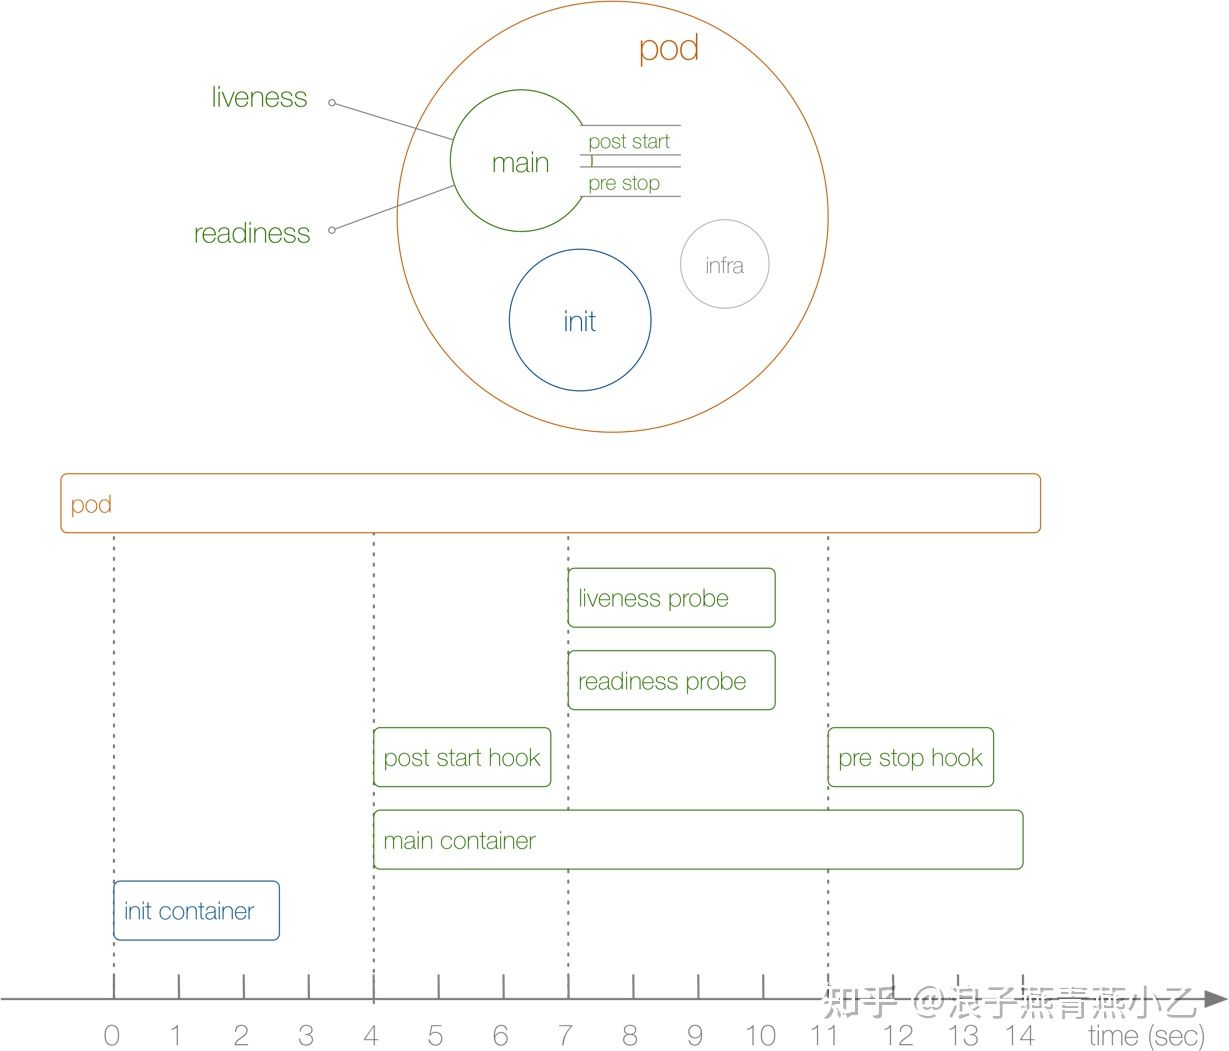 pod
liveness
post start
main
pre stop
readiness
infra
init
pod
liveness probe
readiness probe
post start hook
pre stop hook
main container
init container
知乎 @浪子燕青燕小乙
0 1 2 3 4 5 6 7 8 9 10 11 12 13 14 time (sec)